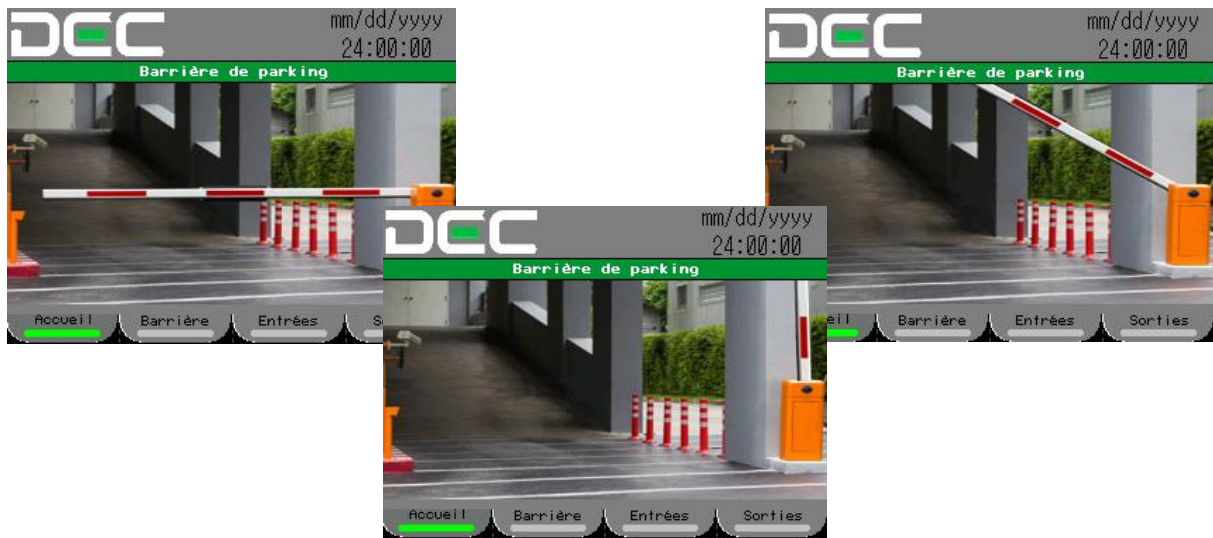 DEC
mm/dd/yyyy
24:00:00
Barrière de parking
Accueil Barrière Entrées S
DEC
mm/dd/yyyy
24:00:00
Barrière de parking
Accueil Barrière Entrées Sorties
DEC
mm/dd/yyyy
24:00:00
Barrière de parking
eil Barrière Entrées Sorties